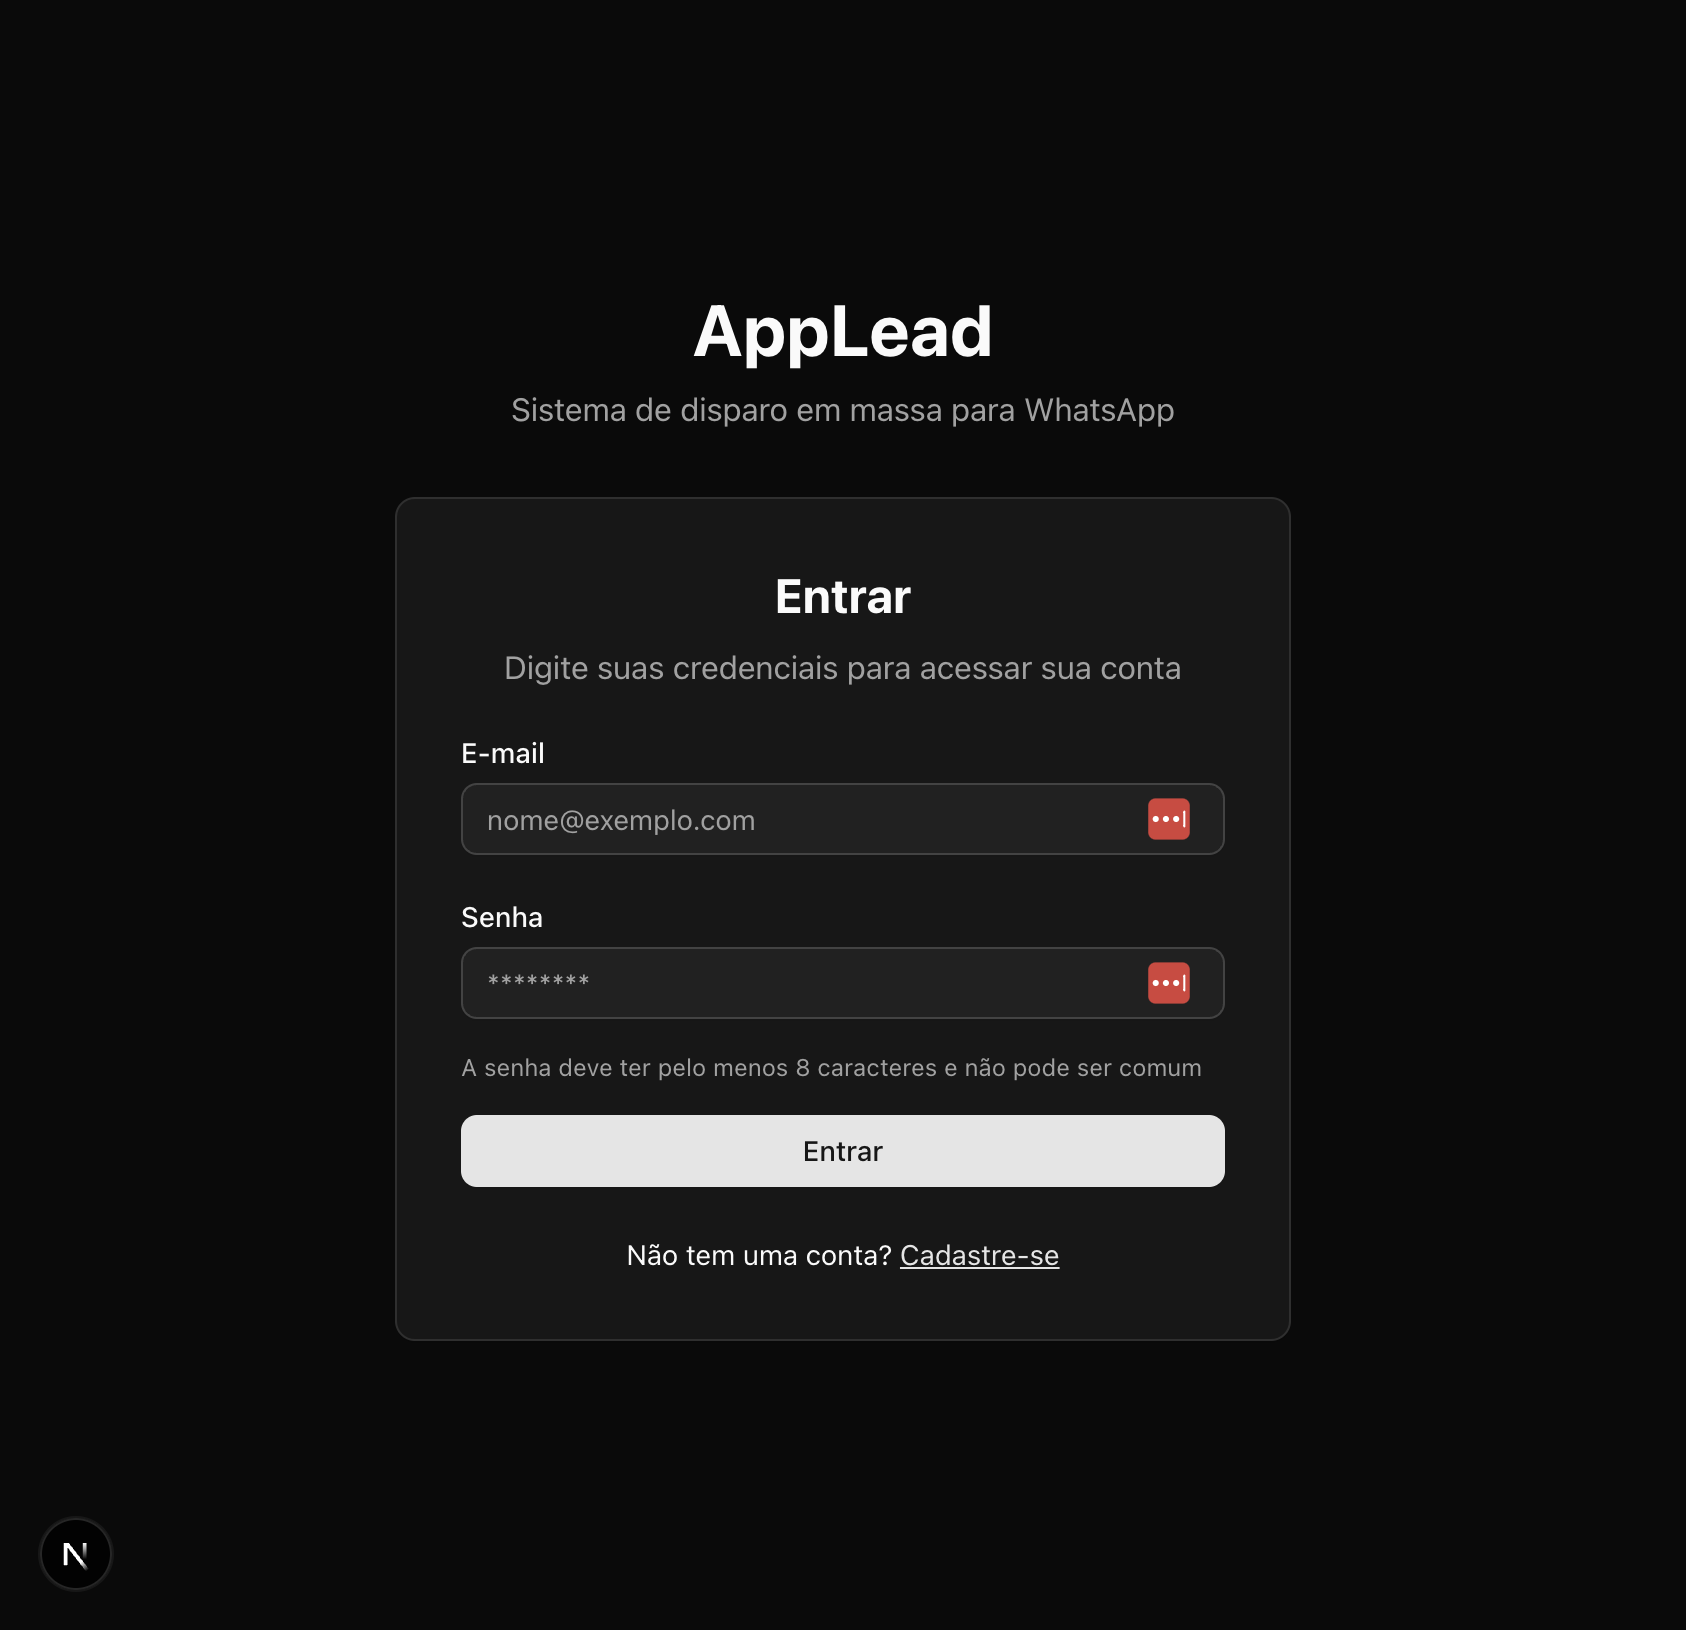 AppLead
Sistema de disparo em massa para WhatsApp
Entrar
Digite suas credenciais para acessar sua conta
E-mail
nome@exemplo.com
Senha
********
A senha deve ter pelo menos 8 caracteres e não pode ser comum
Entrar
Não tem uma conta? Cadastre-se
N